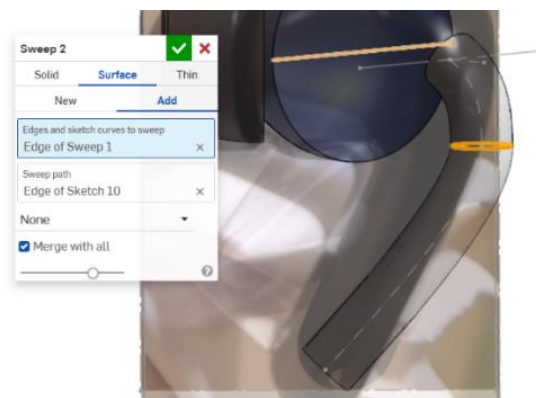 Sweep 2
Solid Surface Thin
New Add
Edges and sketch curves to sweep
Edge of Sweep 1
Sweep path
Edge of Sketch 10
None
Merge with all